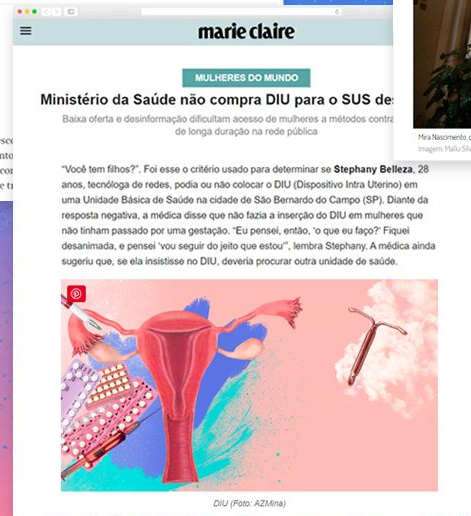 marie claire
MULHERES DO MUNDO
Ministério da Saúde não compra DIU para o SUS
Baixa oferta e desinformação dificultam acesso de mulheres a métodos
de longa duração na rede pública
“Você tem filhos?”. Foi esse o critério usado para determinar se Stephany Belleza, 28
anos, tecnóloga de redes, podia ou não colocar o DIU (Dispositivo Intra Uterino) em
uma Unidade Básica de Saúde na cidade de São Bernardo do Campo (SP). Diante da
resposta negativa, a médica disse que não fazia a inserção do DIU em mulheres que
não tinham passado por uma gestação. “Eu pensei, então, ‘o que eu faço?’ Fiquei
desanimada, e pensei ‘vou seguir do jeito que estou’”, lembra Stephany. A médica ainda
sugeriu que, se ela insistisse no DIU, deveria procurar outra unidade de saúde.
DIU (Foto: AZMina)
Mira Nascimento,
Imagem: Mallu